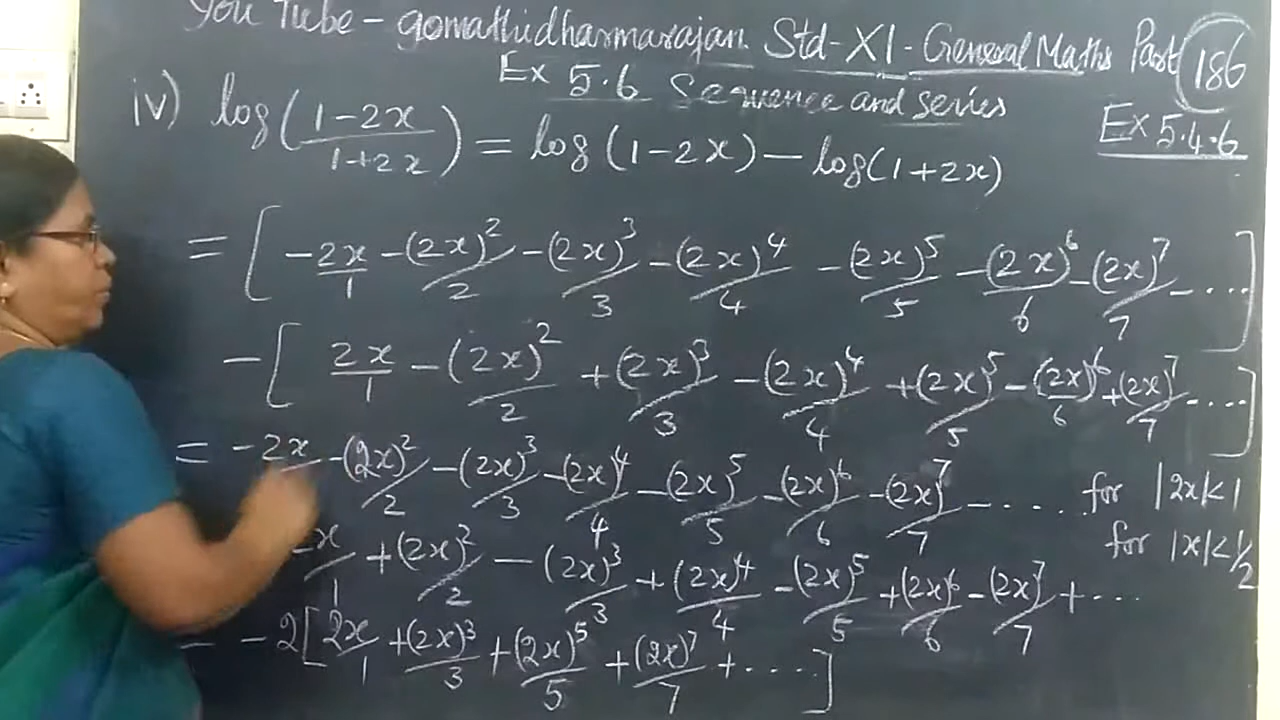 You Tube - gomathidharmarajan Std-XI - General Maths Part 186
Ex 5.6 Sequence and series
Ex 5.4.6
iv) log((1-2x)/(1+2x)) = log(1-2x) - log(1+2x)
= [ -2x/1 - (2x)²/2 - (2x)³/3 - (2x)⁴/4 - (2x)⁵/5 - (2x)⁶/6 - (2x)⁷/7 - .... ]
- [ 2x/1 - (2x)²/2 + (2x)³/3 - (2x)⁴/4 + (2x)⁵/5 - (2x)⁶/6 + (2x)⁷/7 - .... ]
= -2x - (2x)²/2 - (2x)³/3 - (2x)⁴/4 - (2x)⁵/5 - (2x)⁶/6 - (2x)⁷/7 - ..... for |2x|<1
for |x|<1/2
x/1 + (2x)²/2 - (2x)³/3 + (2x)⁴/4 - (2x)⁵/5 + (2x)⁶/6 - (2x)⁷/7 + ...
= -2[ 2x/1 + (2x)³/3 + (2x)⁵/5 + (2x)⁷/7 + ..... ]